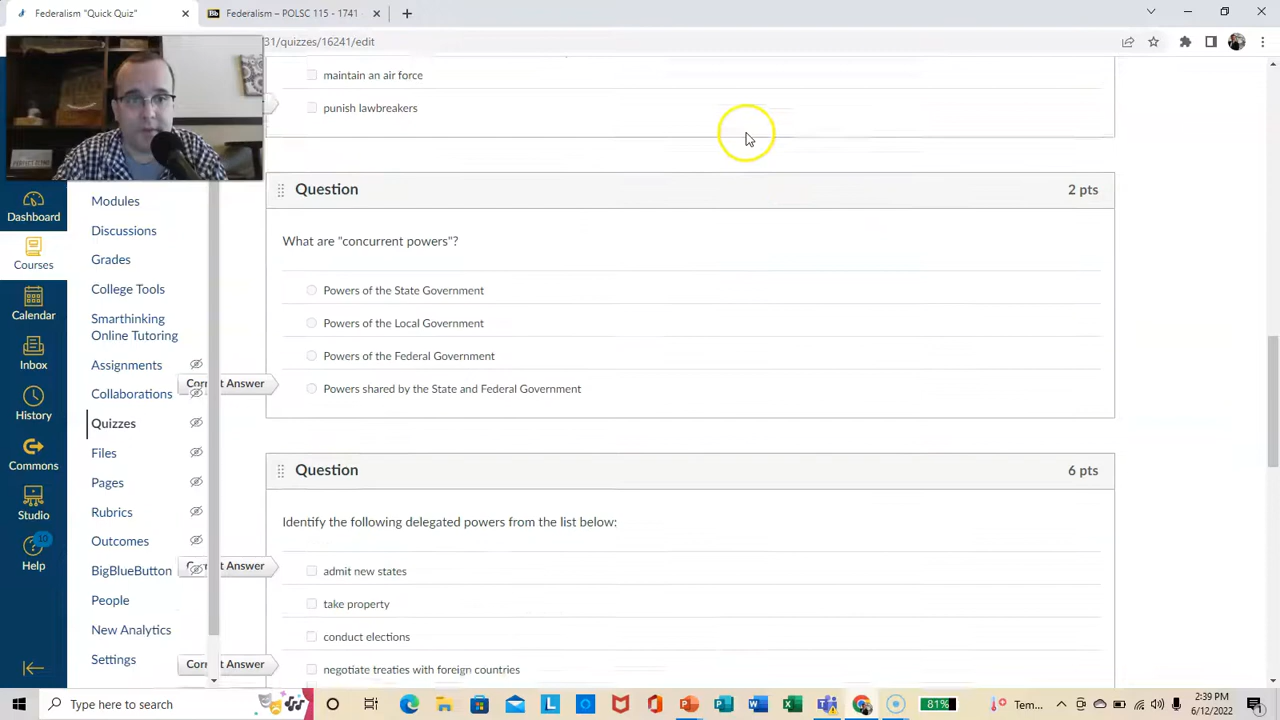 Federalism "Quick Quiz"
Federalism – POLSC 115 - 1741
31/quizzes/16241/edit
maintain an air force
punish lawbreakers
Question
2 pts
What are "concurrent powers"?
Powers of the State Government
Powers of the Local Government
Powers of the Federal Government
Correct Answer
Powers shared by the State and Federal Government
Question
6 pts
Identify the following delegated powers from the list below:
Correct Answer
admit new states
take property
conduct elections
Correct Answer
negotiate treaties with foreign countries
Dashboard
Courses
Calendar
Inbox
History
Commons
Studio
10
Help
Modules
Discussions
Grades
College Tools
Smarthinking
Online Tutoring
Assignments
Collaborations
Quizzes
Files
Pages
Rubrics
Outcomes
BigBlueButton
People
New Analytics
Settings
Type here to search
81%
Tem...
2:39 PM
6/12/2022